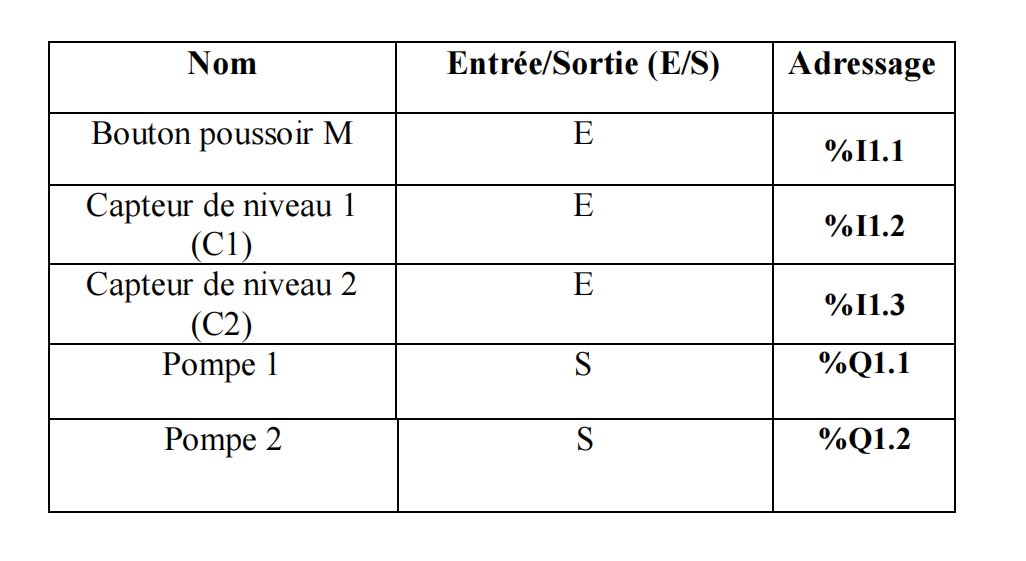 Nom Entrée/Sortie (E/S) Adressage
Bouton poussoir M E %I1.1
Capteur de niveau 1 E %I1.2
(C1)
Capteur de niveau 2 E %I1.3
(C2)
Pompe 1 S %Q1.1
Pompe 2 S %Q1.2